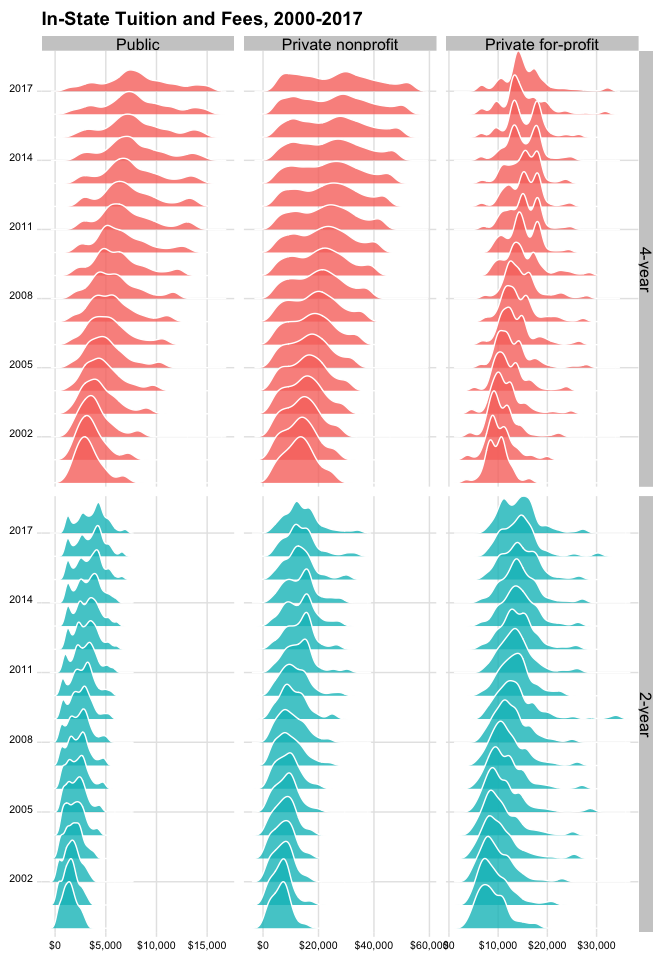 In-State Tuition and Fees, 2000-2017
Public Private nonprofit Private for-profit
2017
2014
2011
2008
2005
2002
4-year
2017
2014
2011
2008
2005
2002
2-year
$0 $5,000 $10,000 $15,000 $0 $20,000 $40,000 $60,000 $0 $10,000 $20,000 $30,000